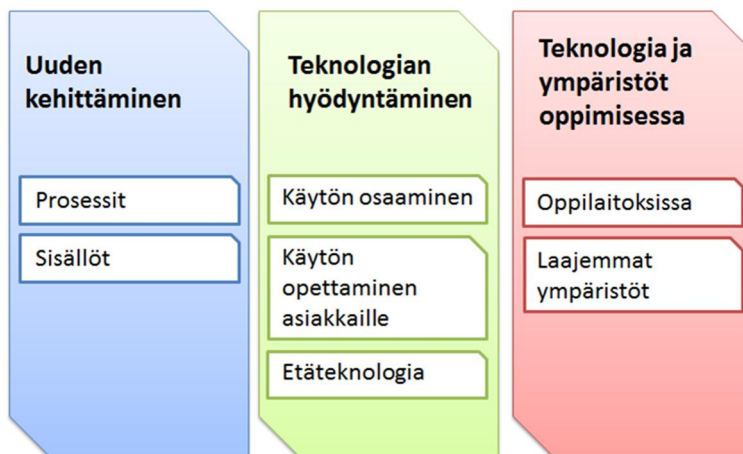 Uuden
kehittäminen
Prosessit
Sisällöt
Teknologian
hyödyntäminen
Käytön osaaminen
Käytön
opettaminen
asiakkaille
Etäteknologia
Teknologia ja
ympäristöt
oppimisessa
Oppilaitoksissa
Laajemmat
ympäristöt